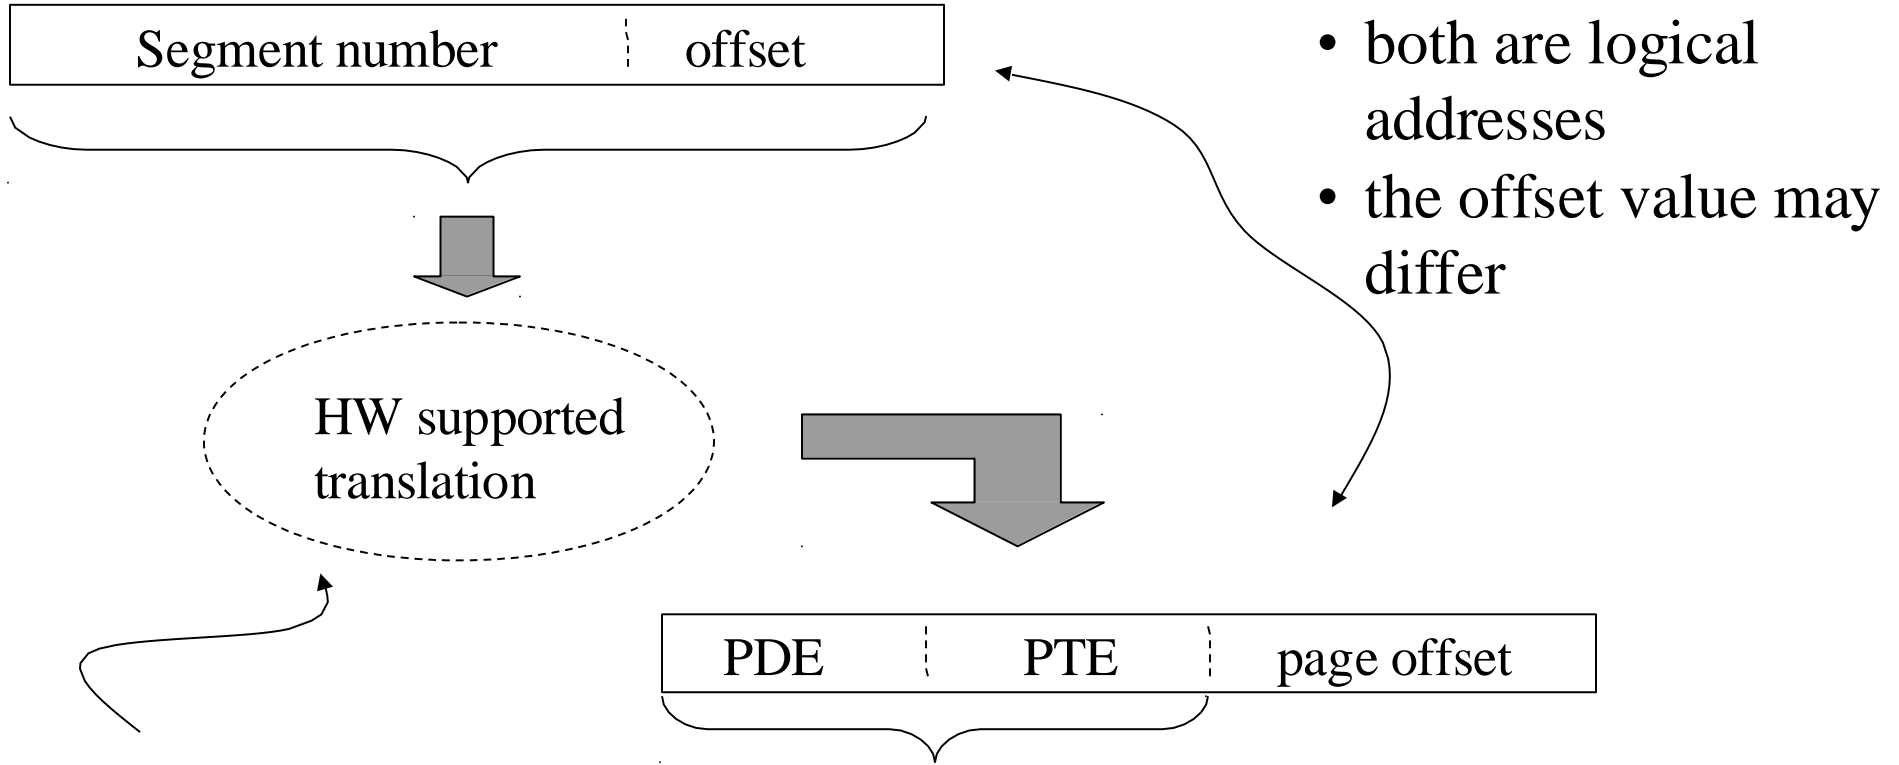 Segment number offset
• both are logical
addresses
• the offset value may
differ
HW supported
translation
PDE PTE page offset